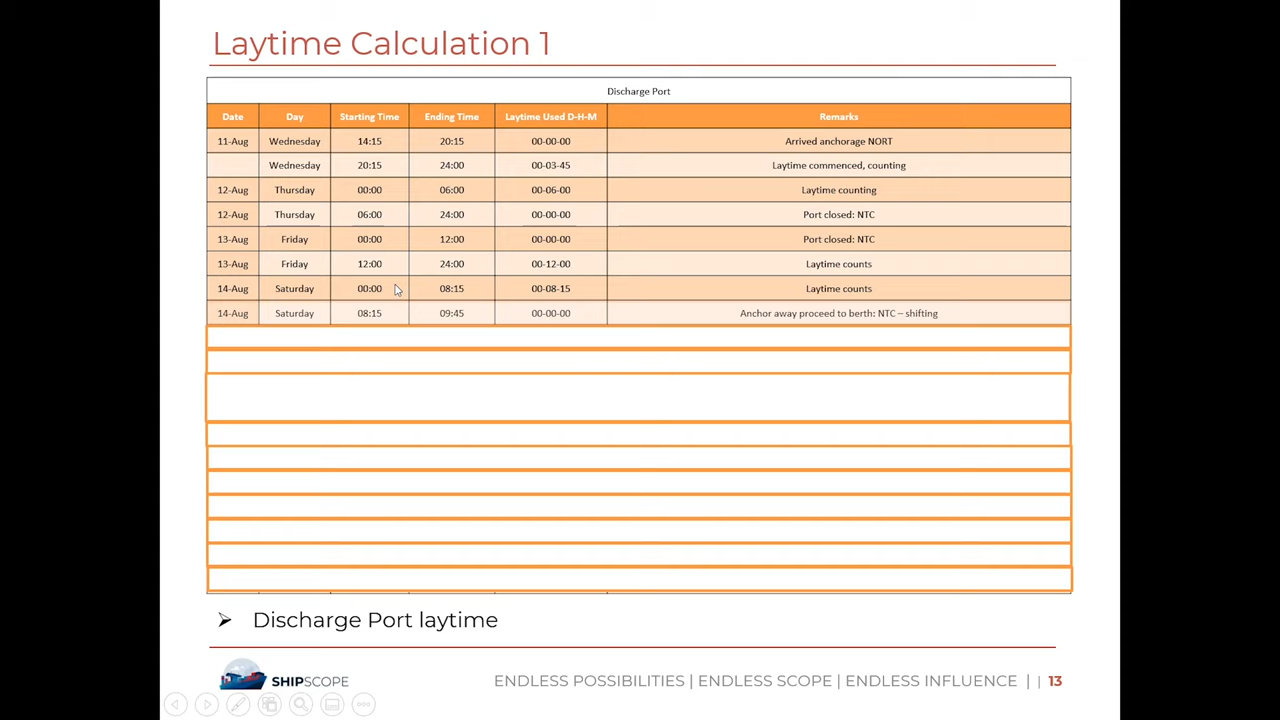 Laytime Calculation 1
Discharge Port
Date Day Starting Time Ending Time Laytime Used D-H-M Remarks
11-Aug Wednesday 14:15 20:15 00-00-00 Arrived anchorage NORT
Wednesday 20:15 24:00 00-03-45 Laytime commenced, counting
12-Aug Thursday 00:00 06:00 00-06-00 Laytime counting
12-Aug Thursday 06:00 24:00 00-00-00 Port closed: NTC
13-Aug Friday 00:00 12:00 00-00-00 Port closed: NTC
13-Aug Friday 12:00 24:00 00-12-00 Laytime counts
14-Aug Saturday 00:00 08:15 00-08-15 Laytime counts
14-Aug Saturday 08:15 09:45 00-00-00 Anchor away proceed to berth: NTC – shifting
Discharge Port laytime
SHIPSCOPE ENDLESS POSSIBILITIES | ENDLESS SCOPE | ENDLESS INFLUENCE | | 13